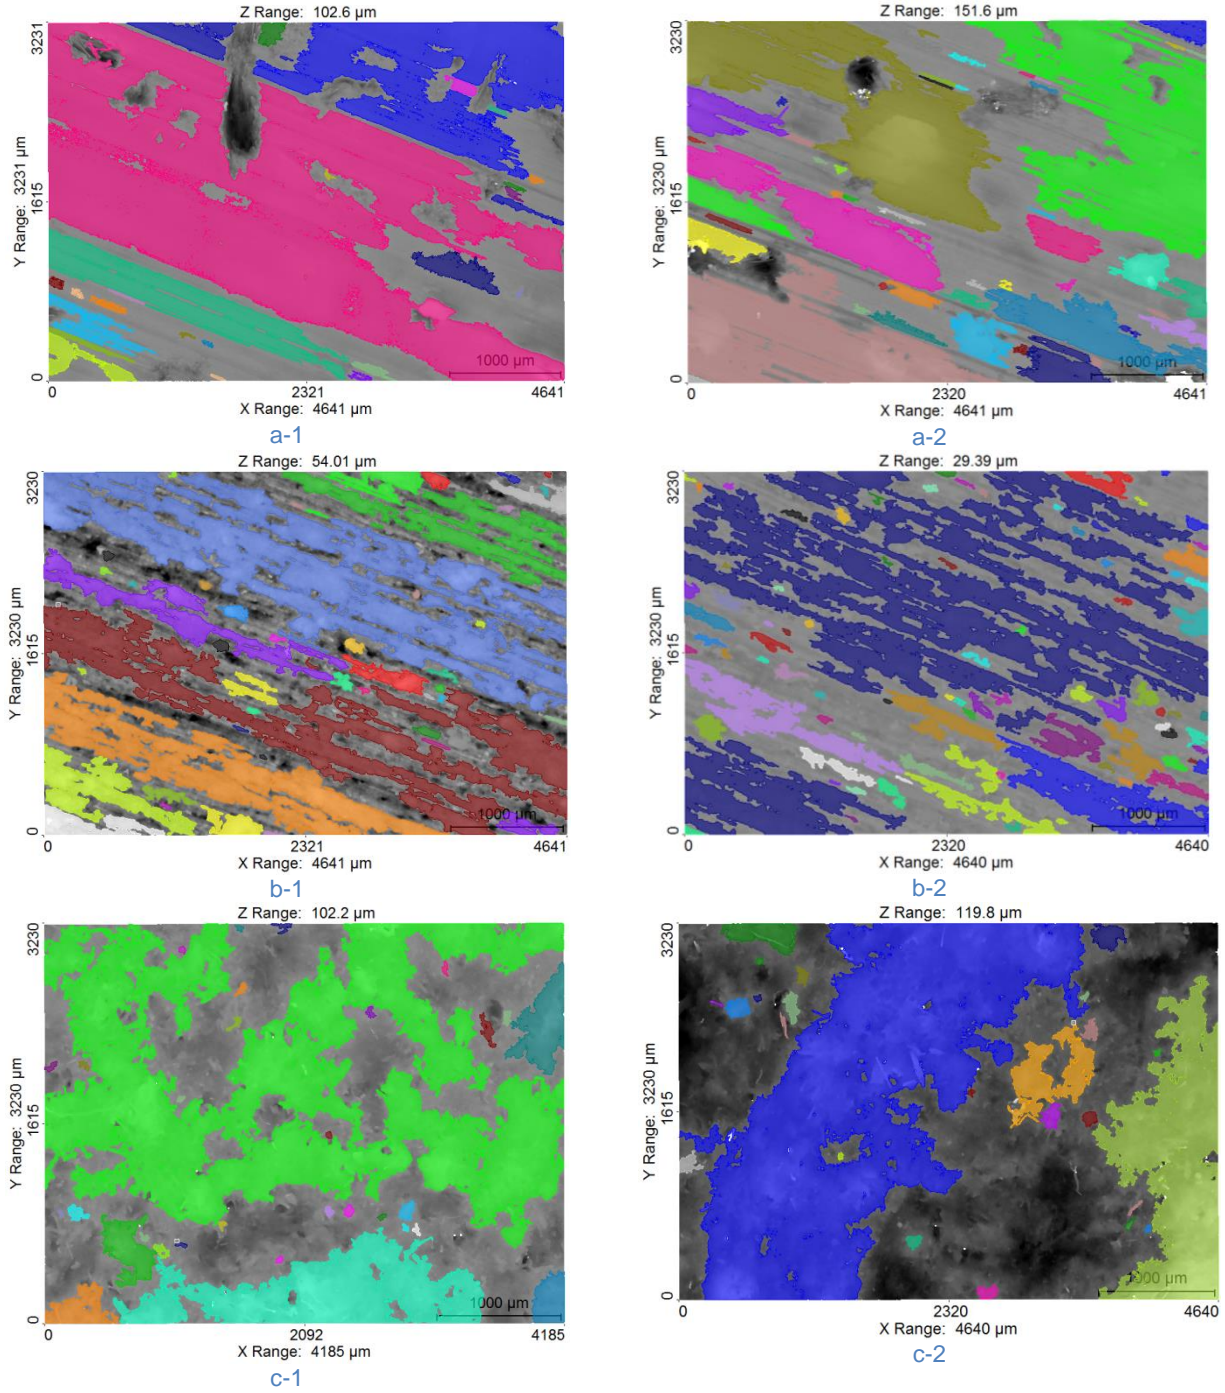 Z Range: 102.6 µm
3231
Y Range: 3231 µm
1615
0
1000 µm
0 2321 4641
X Range: 4641 µm
a-1
Z Range: 151.6 µm
3230
Y Range: 3230 µm
1615
0
1000 µm
0 2320 4641
X Range: 4641 µm
a-2
Z Range: 54.01 µm
3230
Y Range: 3230 µm
1615
0
1000 µm
0 2321 4641
X Range: 4641 µm
b-1
Z Range: 29.39 µm
3230
Y Range: 3230 µm
1615
0
1000 µm
0 2320 4640
X Range: 4640 µm
b-2
Z Range: 102.2 µm
3230
Y Range: 3230 µm
1615
0
1000 µm
0 2092 4185
X Range: 4185 µm
c-1
Z Range: 119.8 µm
3230
Y Range: 3230 µm
1615
0
1000 µm
0 2320 4640
X Range: 4640 µm
c-2